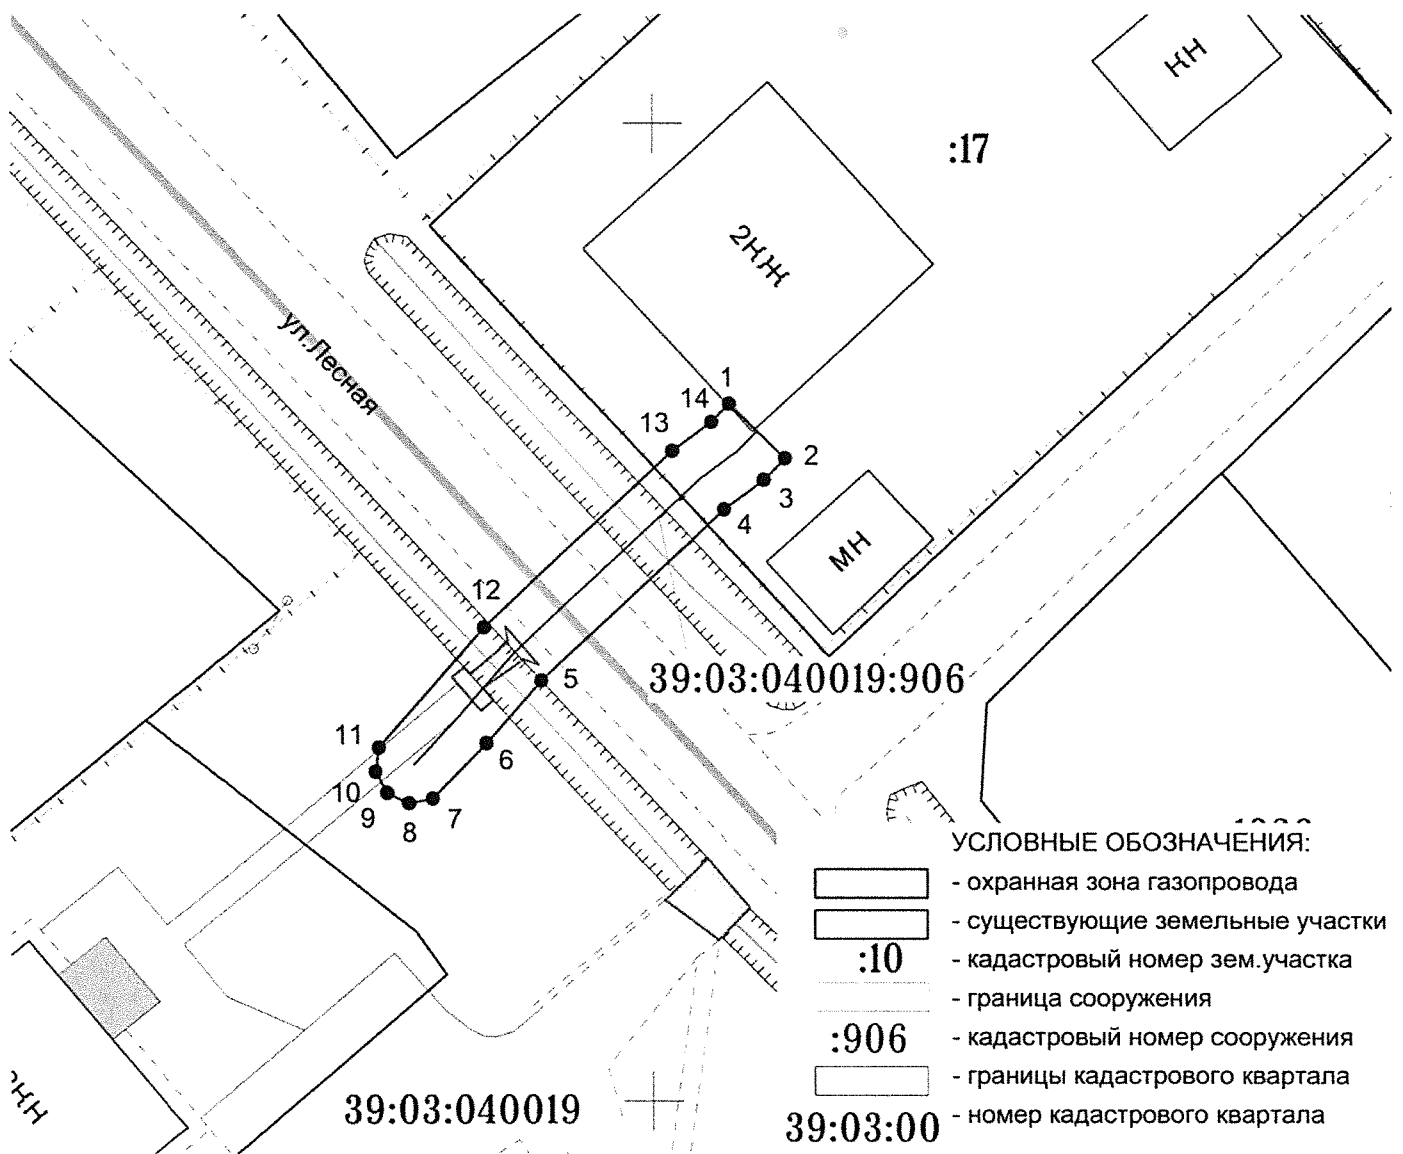 КН
:17
2КЖ
ул.Лесная
1
14
13
2
3
4
МН
12
5
39:03:040019:906
11
6
10
9
8
7
УСЛОВНЫЕ ОБОЗНАЧЕНИЯ:
- охранная зона газопровода
- существующие земельные участки
:10 - кадастровый номер зем.участка
- граница сооружения
:906 - кадастровый номер сооружения
- границы кадастрового квартала
39:03:00 - номер кадастрового квартала
39:03:040019